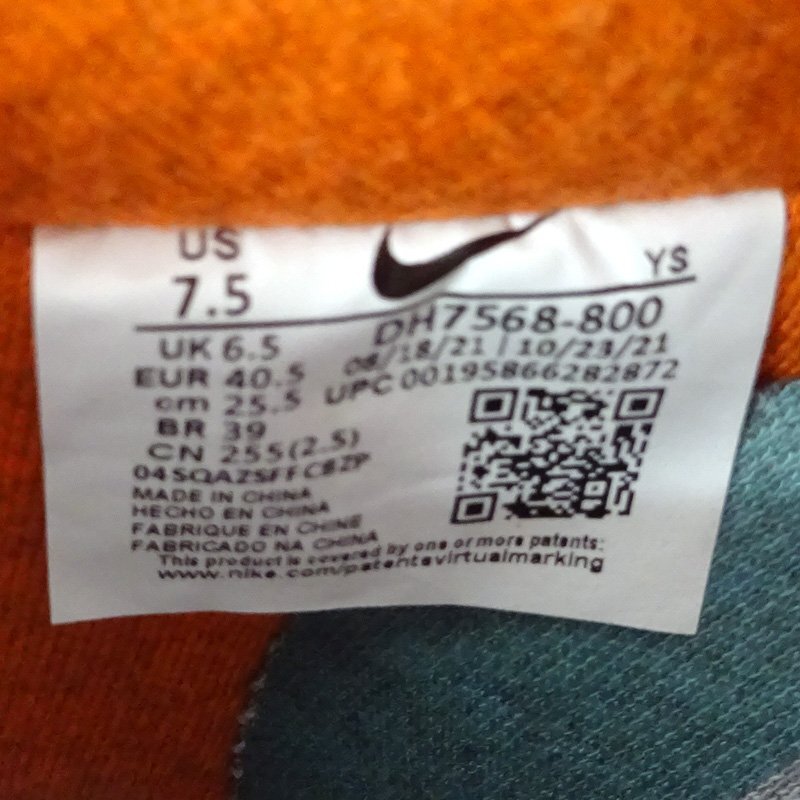 US
7.5
YS
UK 6.5
EUR 40.5
cm 25.5
BR 39
CN 255(2.5)
DH7568-800
08/18/21 | 10/23/21
UPC 00195866282872
MADE IN CHINA
HECHO EN CHINA
FABRIQUE EN CHINE
FABRICADO NA CHINA
This product is covered by one or more patents:
www.nike.com/patentsvirtualmarking